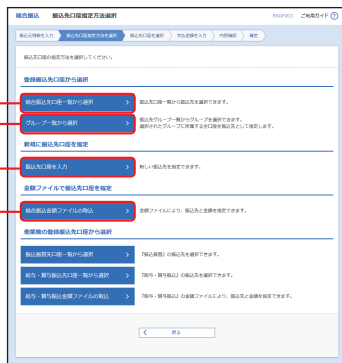 総合振込 振込先口座指定方法選択 BSOF003 ご利用ガイド ?
振込元情報を入力 振込先口座指定方法を選択 振込先口座を選択 支払金額を入力 内容確認 確定
振込先口座の指定方法を選択してください。
登録振込先口座から選択
総合振込先口座一覧から選択 > 振込先口座一覧から振込先を選択できます。
グループ一覧から選択 > 振込先グループ一覧からグループを選択できます。
選択されたグループに所属する全口座を振込先として指定します。
新規に振込先口座を指定
振込先口座を入力 > 新しい振込先を指定できます。
金額ファイルで振込先口座を指定
総合振込金額ファイルの取込 > 金額ファイルにより、振込先と金額を指定できます。
他業務の登録振込先口座から選択
振込振替先口座一覧から選択 > 『振込振替』の振込先を選択できます。
給与・賞与振込先口座一覧から選択 > 『給与・賞与振込』の振込先を選択できます。
給与・賞与振込金額ファイルの取込 > 『給与・賞与振込』の金額ファイルにより、振込先と金額を指定できます。
< 戻る